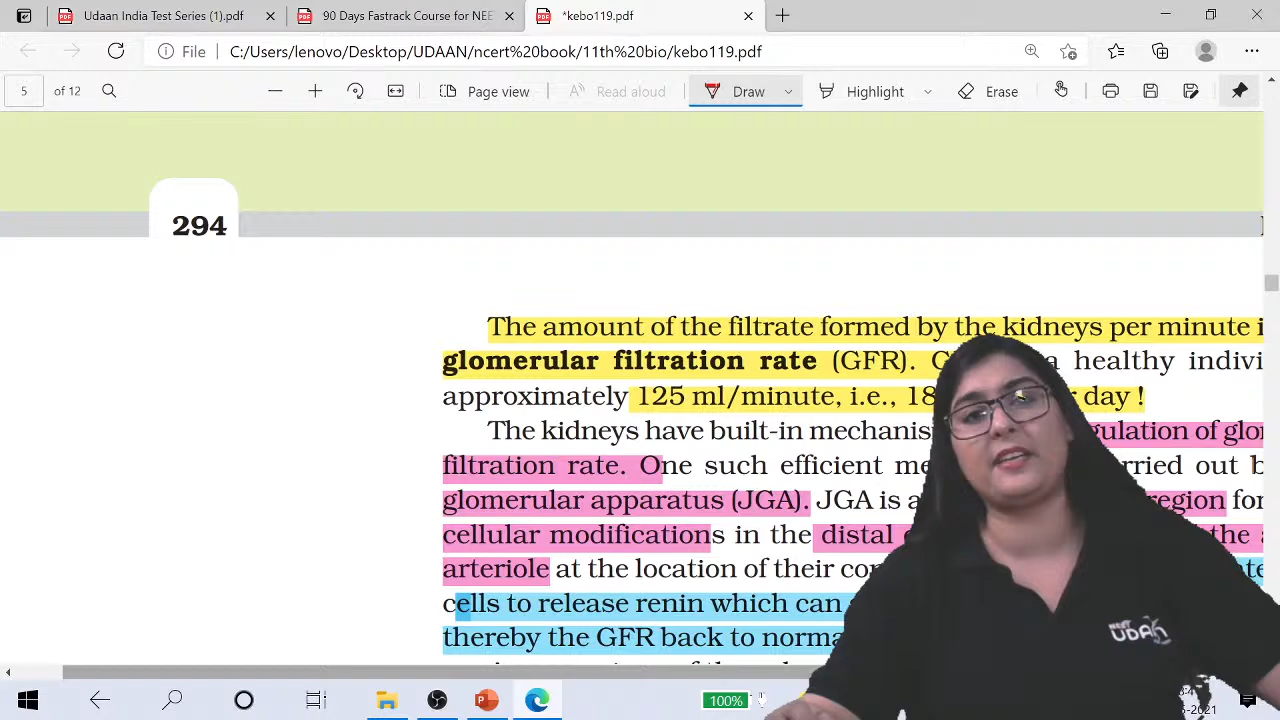 Udaan India Test Series (1).pdf
90 Days Fastrack Course for NEE
*kebo119.pdf
File
C:/Users/lenovo/Desktop/UDAAN/ncert%20book/11th%20bio/kebo119.pdf
5 of 12
Page view
Read aloud
Draw
Highlight
Erase
294
The amount of the filtrate formed by the kidneys per minute i
glomerular filtration rate (GFR). G a healthy indivi
approximately 125 ml/minute, i.e., 18 r day !
The kidneys have built-in mechanis gulation of glo
filtration rate. One such efficient me rried out b
glomerular apparatus (JGA). JGA is a region for
cellular modifications in the distal the a
arteriole at the location of their con
cells to release renin which can
thereby the GFR back to norma
100%
-2021
NEET UDAAN